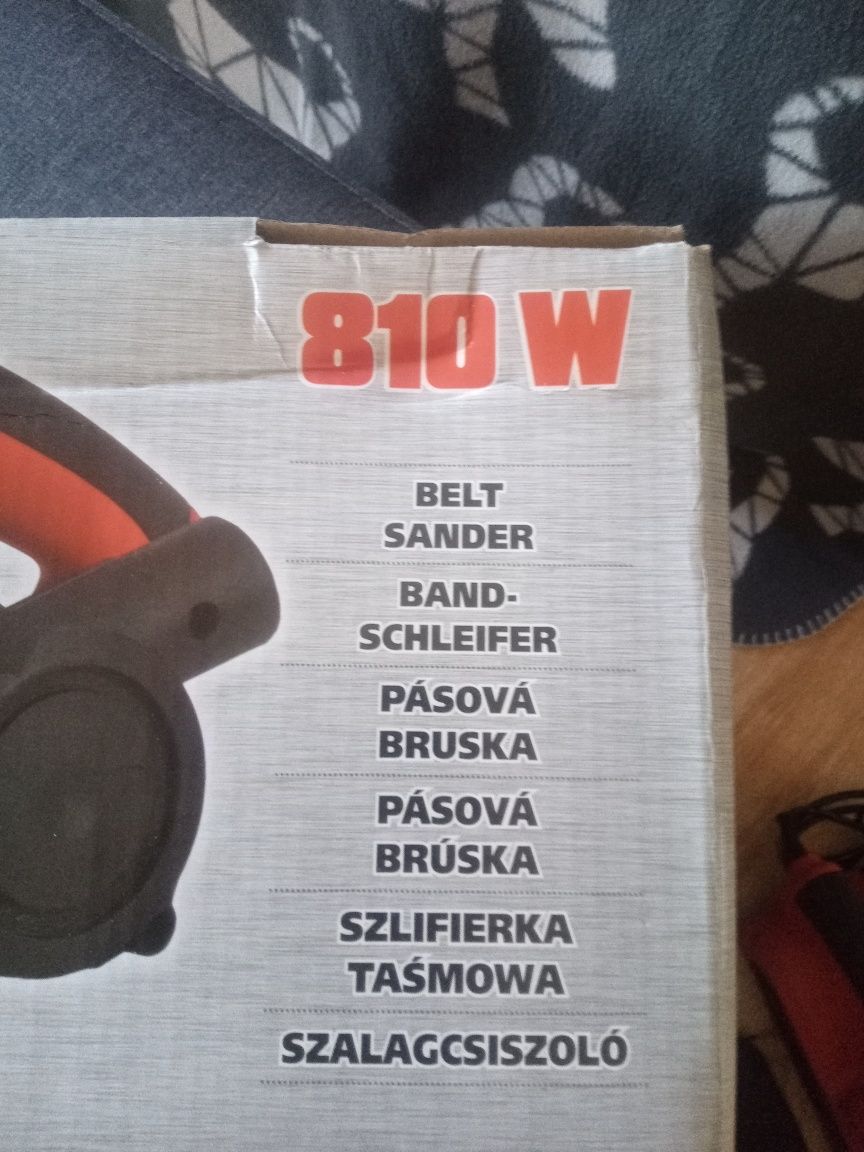 810 W
BELT
SANDER
BAND-
SCHLEIFER
PÁSOVÁ
BRUSKA
PÁSOVÁ
BRÚSKA
SZLIFIERKA
TAŚMOWA
SZALAGCSISZOLÓ